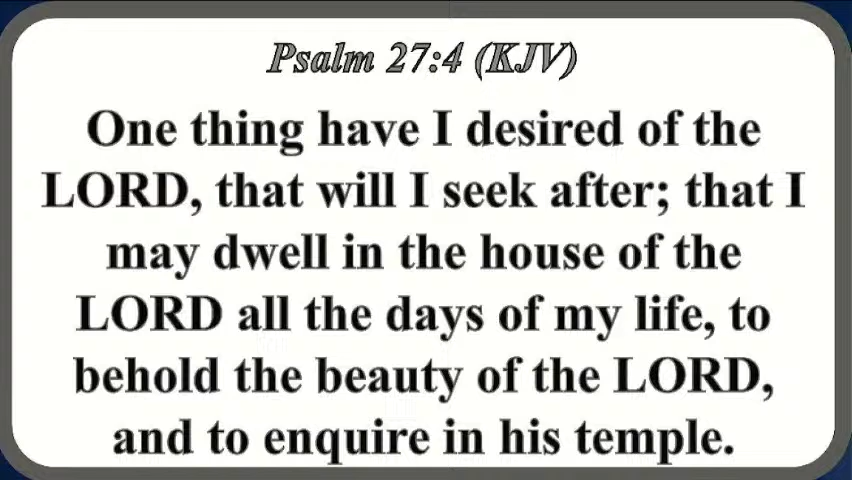 Psalm 27:4 (KJV)
One thing have I desired of the
LORD, that will I seek after; that I
may dwell in the house of the
LORD all the days of my life, to
behold the beauty of the LORD,
and to enquire in his temple.